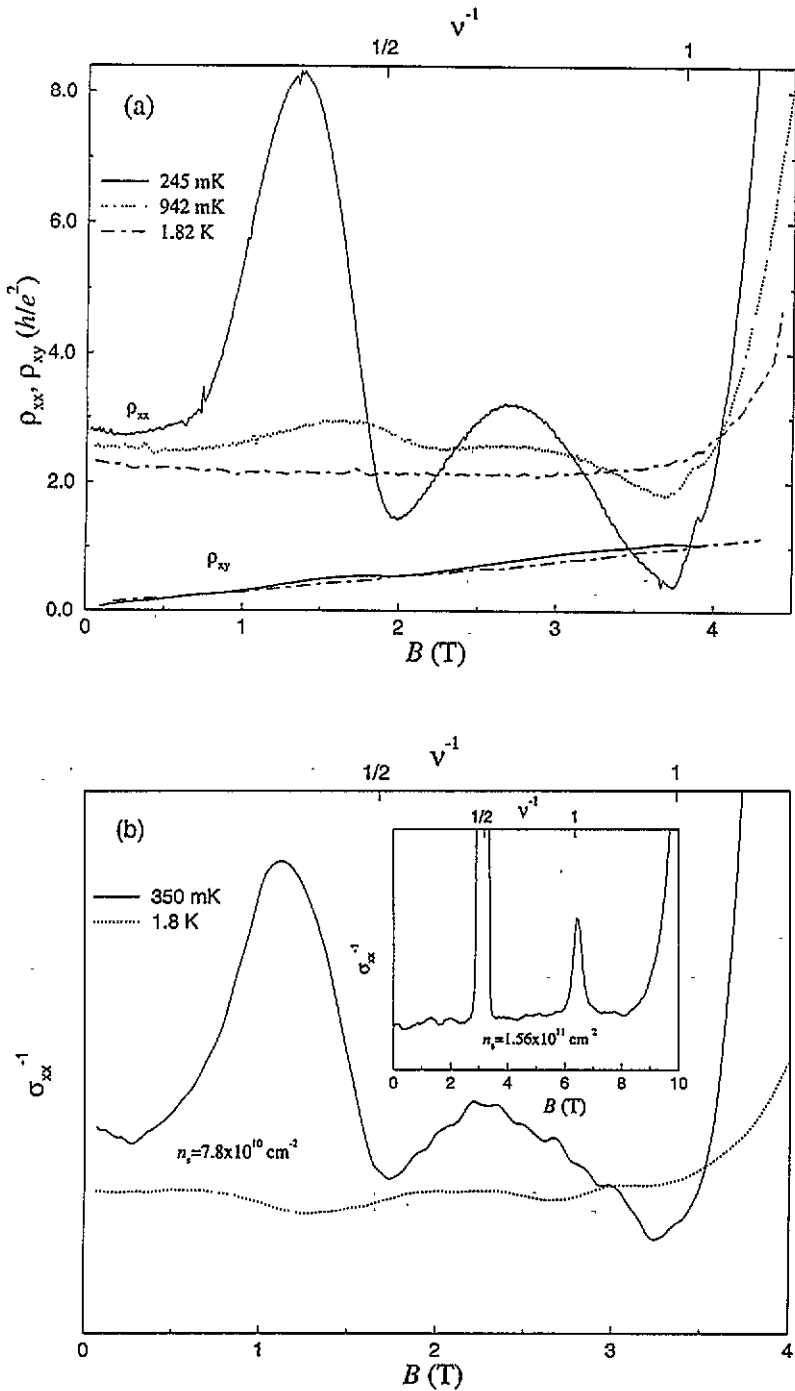 ν⁻¹
1/2 1
(a)
8.0
6.0
4.0
2.0
0.0
245 mK
942 mK
1.82 K
ρxx, ρxy (h/e²)
ρxx
ρxy
0 1 2 3 4
B (T)
ν⁻¹
1/2 1
(b)
350 mK
1.8 K
σxx⁻¹
nₛ=7.8x10¹⁰ cm⁻²
1/2 ν⁻¹ 1
σxx⁻¹
nₛ=1.56x10¹¹ cm⁻²
0 2 4 6 8 10
B (T)
0 1 2 3 4
B (T)